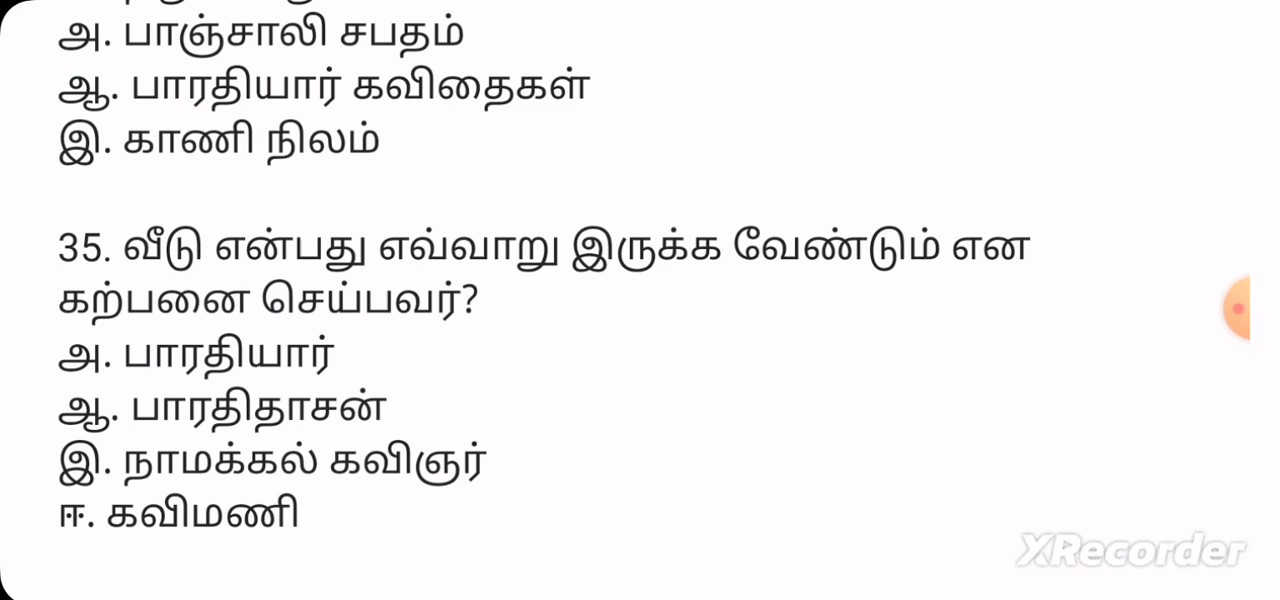 அ. பாஞ்சாலி சபதம்
ஆ. பாரதியார் கவிதைகள்
இ. காணி நிலம்
35. வீடு என்பது எவ்வாறு இருக்க வேண்டும் என
கற்பனை செய்பவர்?
அ. பாரதியார்
ஆ. பாரதிதாசன்
இ. நாமக்கல் கவிஞர்
ஈ. கவிமணி
XRecorder